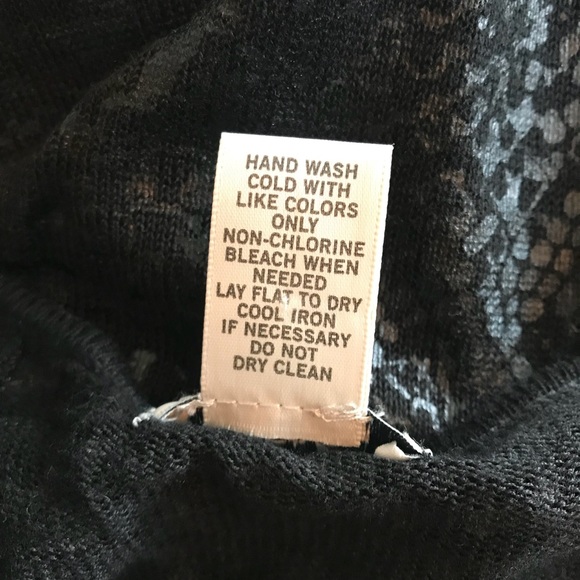 HAND WASH
COLD WITH
LIKE COLORS
ONLY
NON-CHLORINE
BLEACH WHEN
NEEDED
LAY FLAT TO DRY
COOL IRON
IF NECESSARY
DO NOT
DRY CLEAN